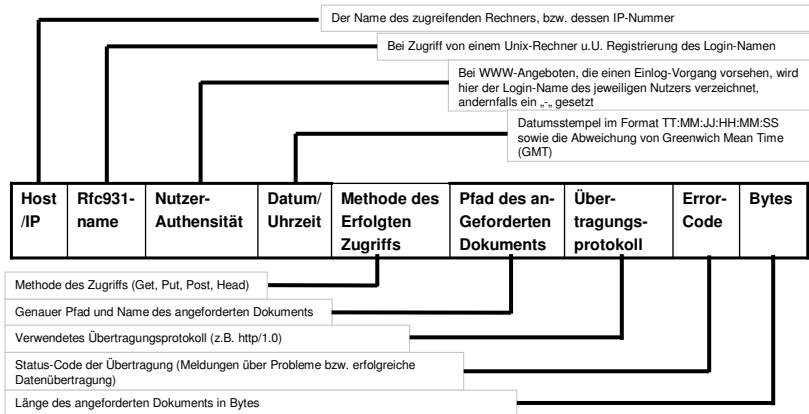 Der Name des zugreifenden Rechners, bzw. dessen IP-Nummer
Bei Zugriff von einem Unix-Rechner u.U. Registrierung des Login-Namen
Bei WWW-Angeboten, die einen Einlog-Vorgang vorsehen, wird
hier der Login-Name des jeweiligen Nutzers verzeichnet,
andernfalls ein „-„ gesetzt
Datumsstempel im Format TT:MM:JJ:HH:MM:SS
sowie die Abweichung von Greenwich Mean Time
(GMT)
Host
/IP
Rfc931-
name
Nutzer-
Authensität
Datum/
Uhrzeit
Methode des
Erfolgten
Zugriffs
Pfad des an-
Geforderten
Dokuments
Über-
tragungs-
protokoll
Error-
Code
Bytes
Methode des Zugriffs (Get, Put, Post, Head)
Genauer Pfad und Name des angeforderten Dokuments
Verwendetes Übertragungsprotokoll (z.B. http/1.0)
Status-Code der Übertragung (Meldungen über Probleme bzw. erfolgreiche
Datenübertragung)
Länge des angeforderten Dokuments in Bytes